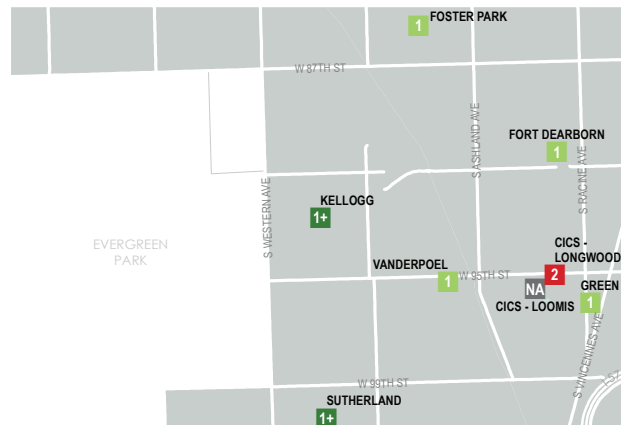 FOSTER PARK
1
W 87TH ST
S ASHLAND AVE
FORT DEARBORN
1
S RACINE AVE
S WESTERN AVE
KELLOGG
1+
EVERGREEN
PARK
CICS -
LONGWOOD
VANDERPOEL
W 95TH ST
2
1
NA
GREEN
1
CICS - LOOMIS
S VINCENNES AVE
W 99TH ST
I-57
SUTHERLAND
1+